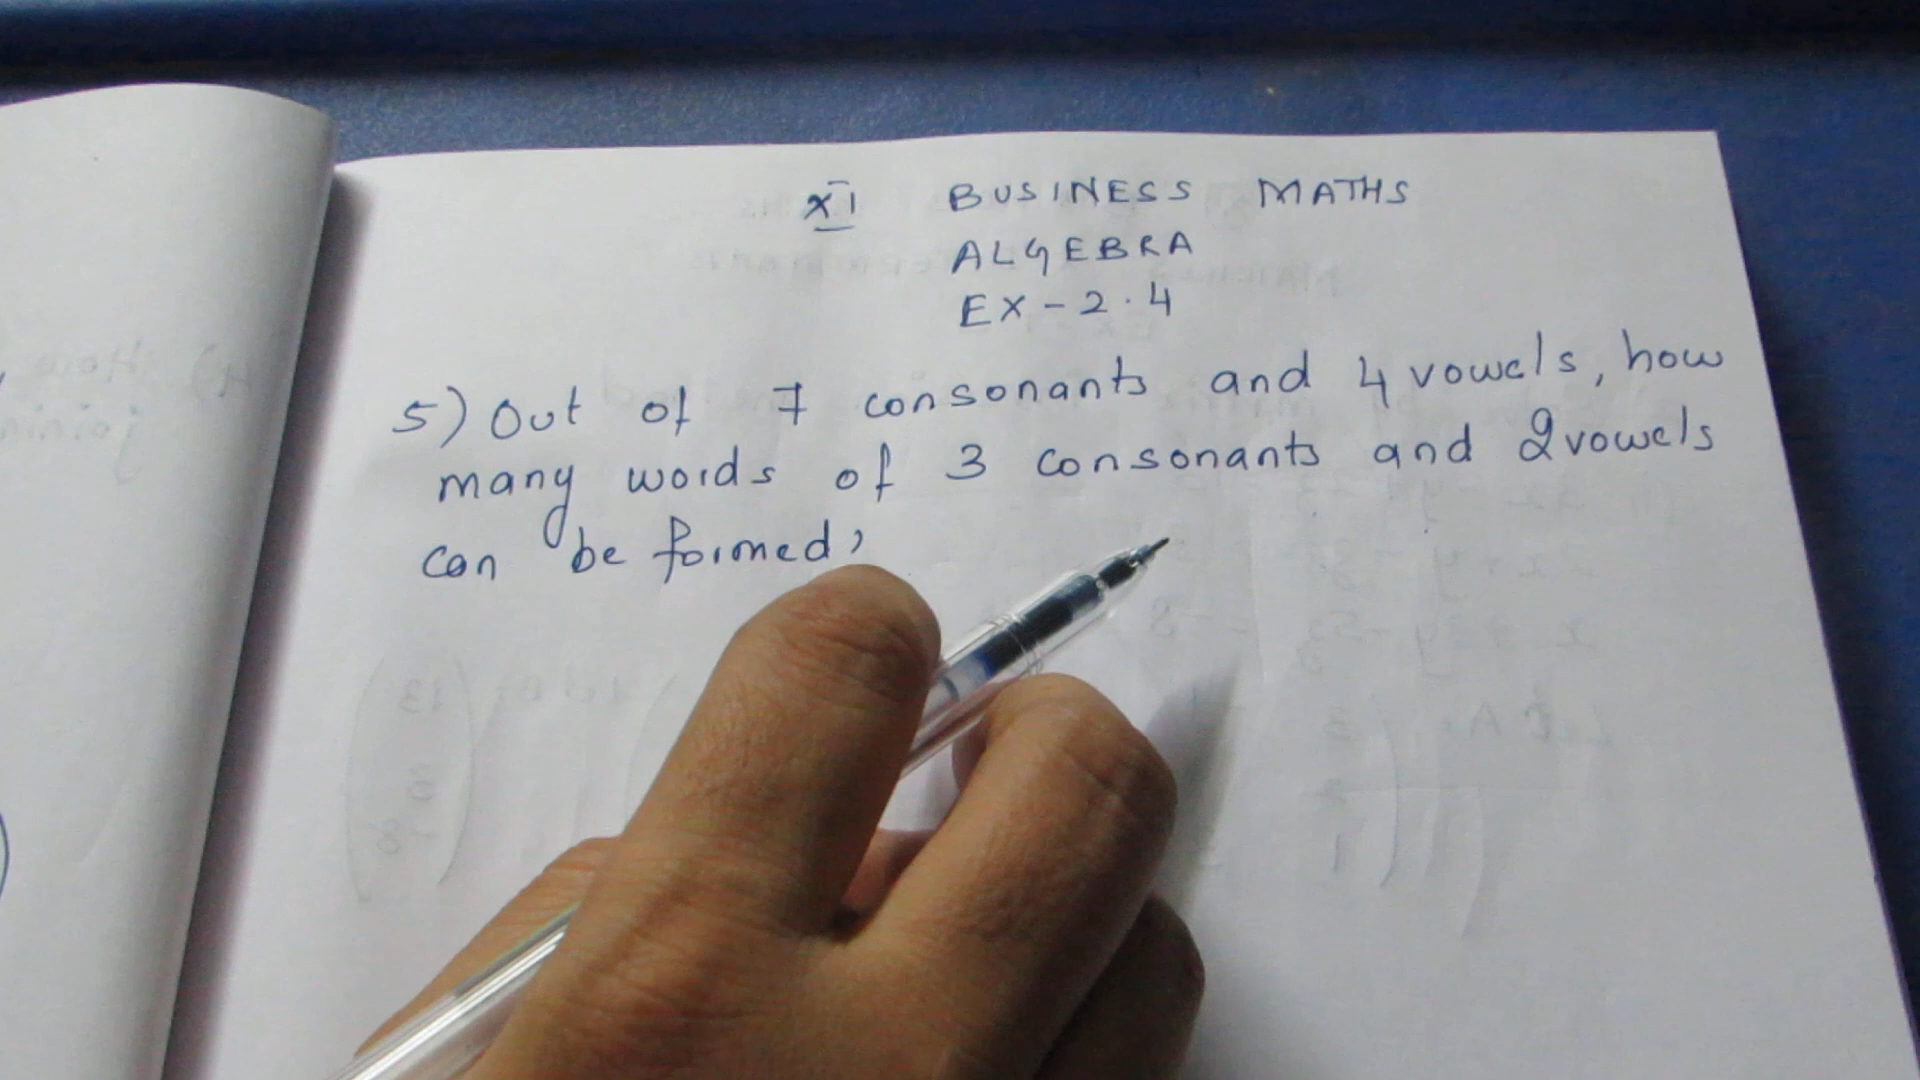 XI BUSINESS MATHS
ALGEBRA
EX-2.4
5) Out of 7 consonants and 4 vowels, how
many words of 3 consonants and 2 vowels
can be formed?